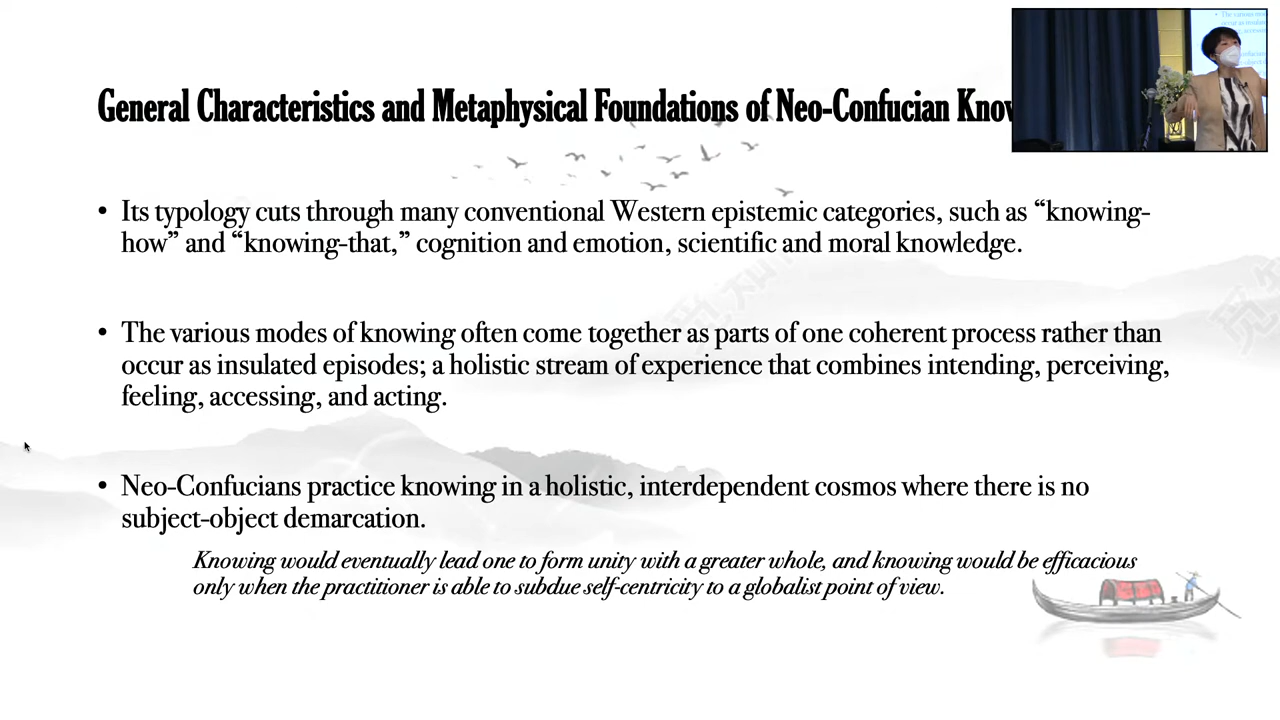 General Characteristics and Metaphysical Foundations of Neo-Confucian
• Its typology cuts through many conventional Western epistemic categories, such as “knowing-
how” and “knowing-that,” cognition and emotion, scientific and moral knowledge.
• The various modes of knowing often come together as parts of one coherent process rather than
occur as insulated episodes; a holistic stream of experience that combines intending, perceiving,
feeling, accessing, and acting.
• Neo-Confucians practice knowing in a holistic, interdependent cosmos where there is no
subject-object demarcation.
Knowing would eventually lead one to form unity with a greater whole, and knowing would be efficacious
only when the practitioner is able to subdue self-centricity to a globalist point of view.